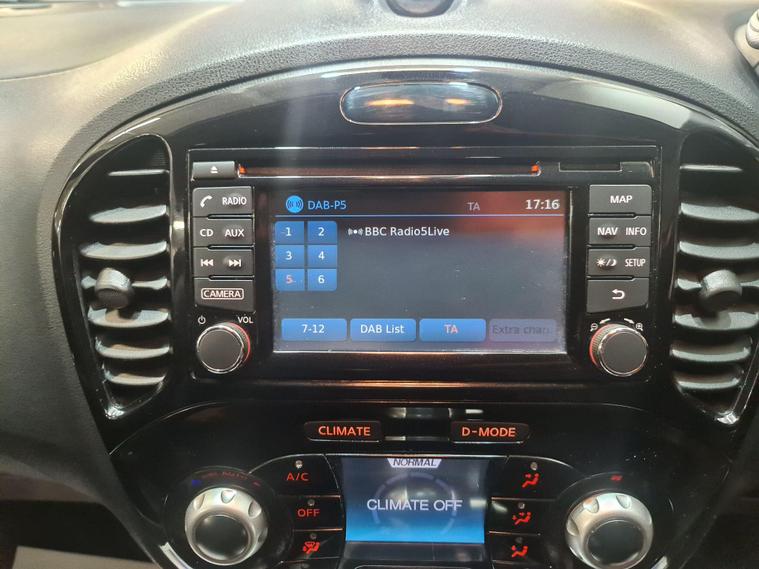 RADIO
CD AUX
CAMERA
VOL
DAB-P5 TA 17:16
1 2
BBC Radio5Live
3 4
5 6
7-12 DAB List TA Extra chan.
MAP
NAV INFO
SETUP
CLIMATE D-MODE
A/C
OFF
NORMAL
CLIMATE OFF